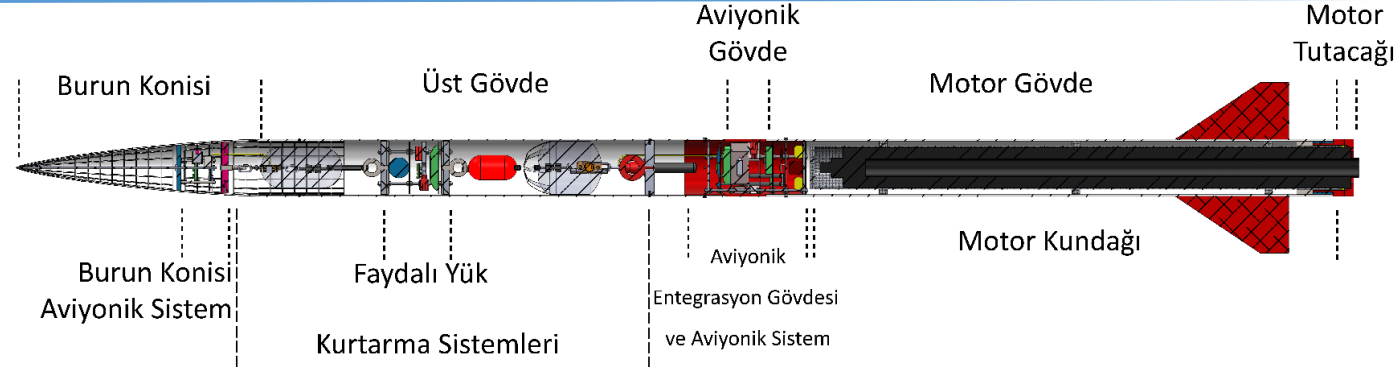 Burun Konisi
Üst Gövde
Aviyonik
Gövde
Motor Gövde
Motor
Tutacağı
Burun Konisi
Aviyonik Sistem
Faydalı Yük
Kurtarma Sistemleri
Aviyonik
Entegrasyon Gövdesi
ve Aviyonik Sistem
Motor Kundağı